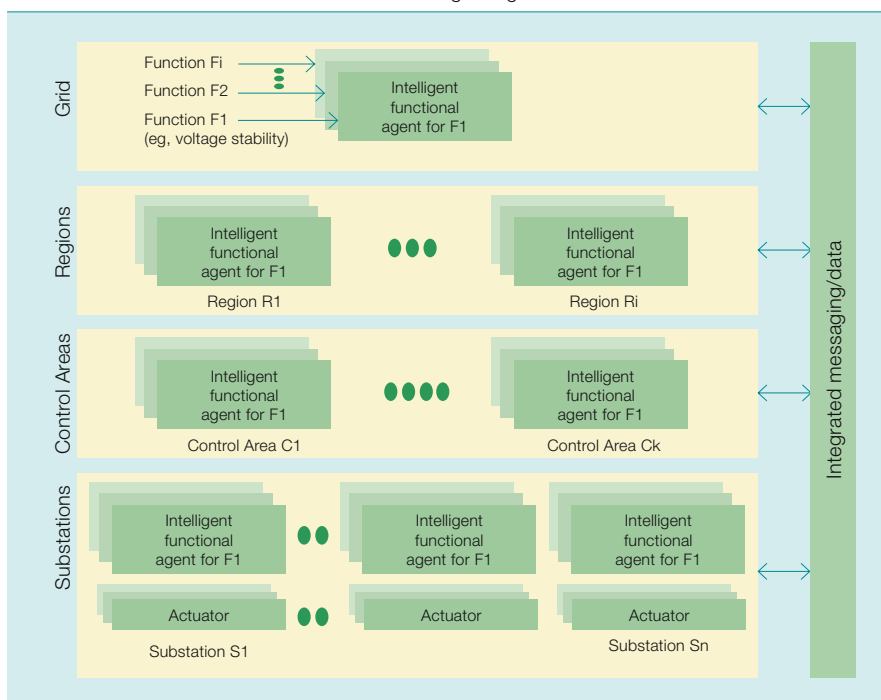 Grid
Function Fi
Function F2
Function F1
(eg, voltage stability)
Intelligent
functional
agent for F1
Regions
Intelligent
functional
agent for F1
Region R1
Intelligent
functional
agent for F1
Region Ri
Control Areas
Intelligent
functional
agent for F1
Control Area C1
Intelligent
functional
agent for F1
Control Area Ck
Substations
Intelligent
functional
agent for F1
Intelligent
functional
agent for F1
Intelligent
functional
agent for F1
Actuator
Actuator
Actuator
Substation S1
Substation Sn
Integrated messaging/data